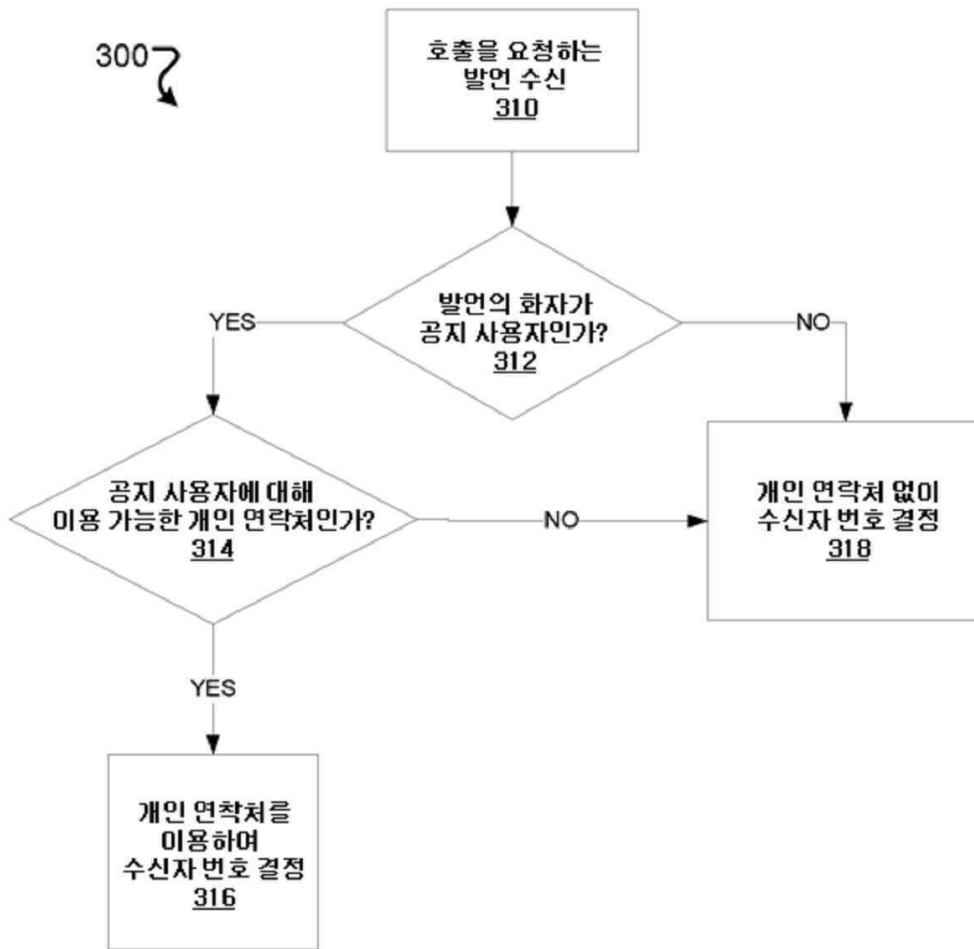 300
호출을 요청하는
발언 수신
310
발언의 화자가
공지 사용자인가?
312
YES
NO
공지 사용자에 대해
이용 가능한 개인 연락처인가?
314
NO
개인 연락처 없이
수신자 번호 결정
318
YES
개인 연착처를
이용하여
수신자 번호 결정
316